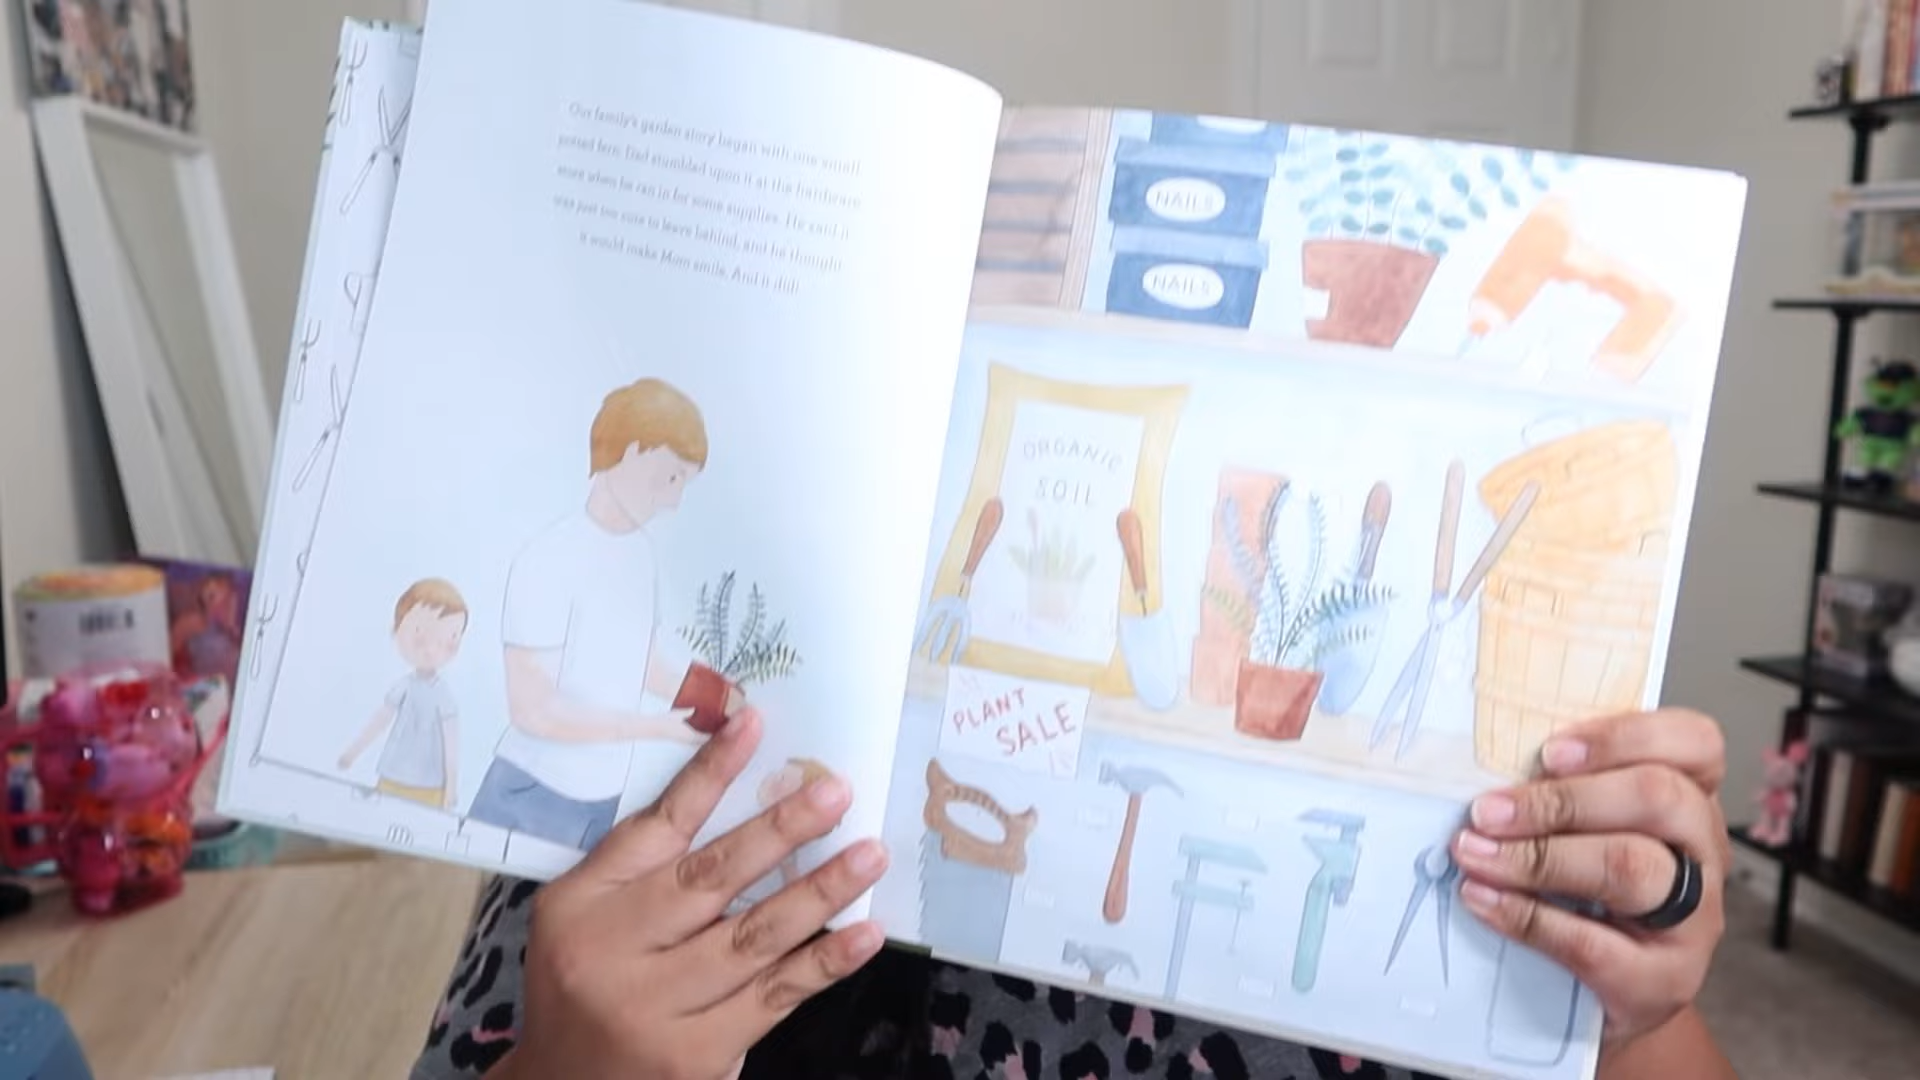 Our family's garden story began with one small
potted fern. Dad stumbled upon it at the hardware
store when he ran in for some supplies. He said it
was just too cute to leave behind, and he thought
it would make Mom smile. And it did!
NAILS
NAILS
ORGANIC
SOIL
PLANT
SALE